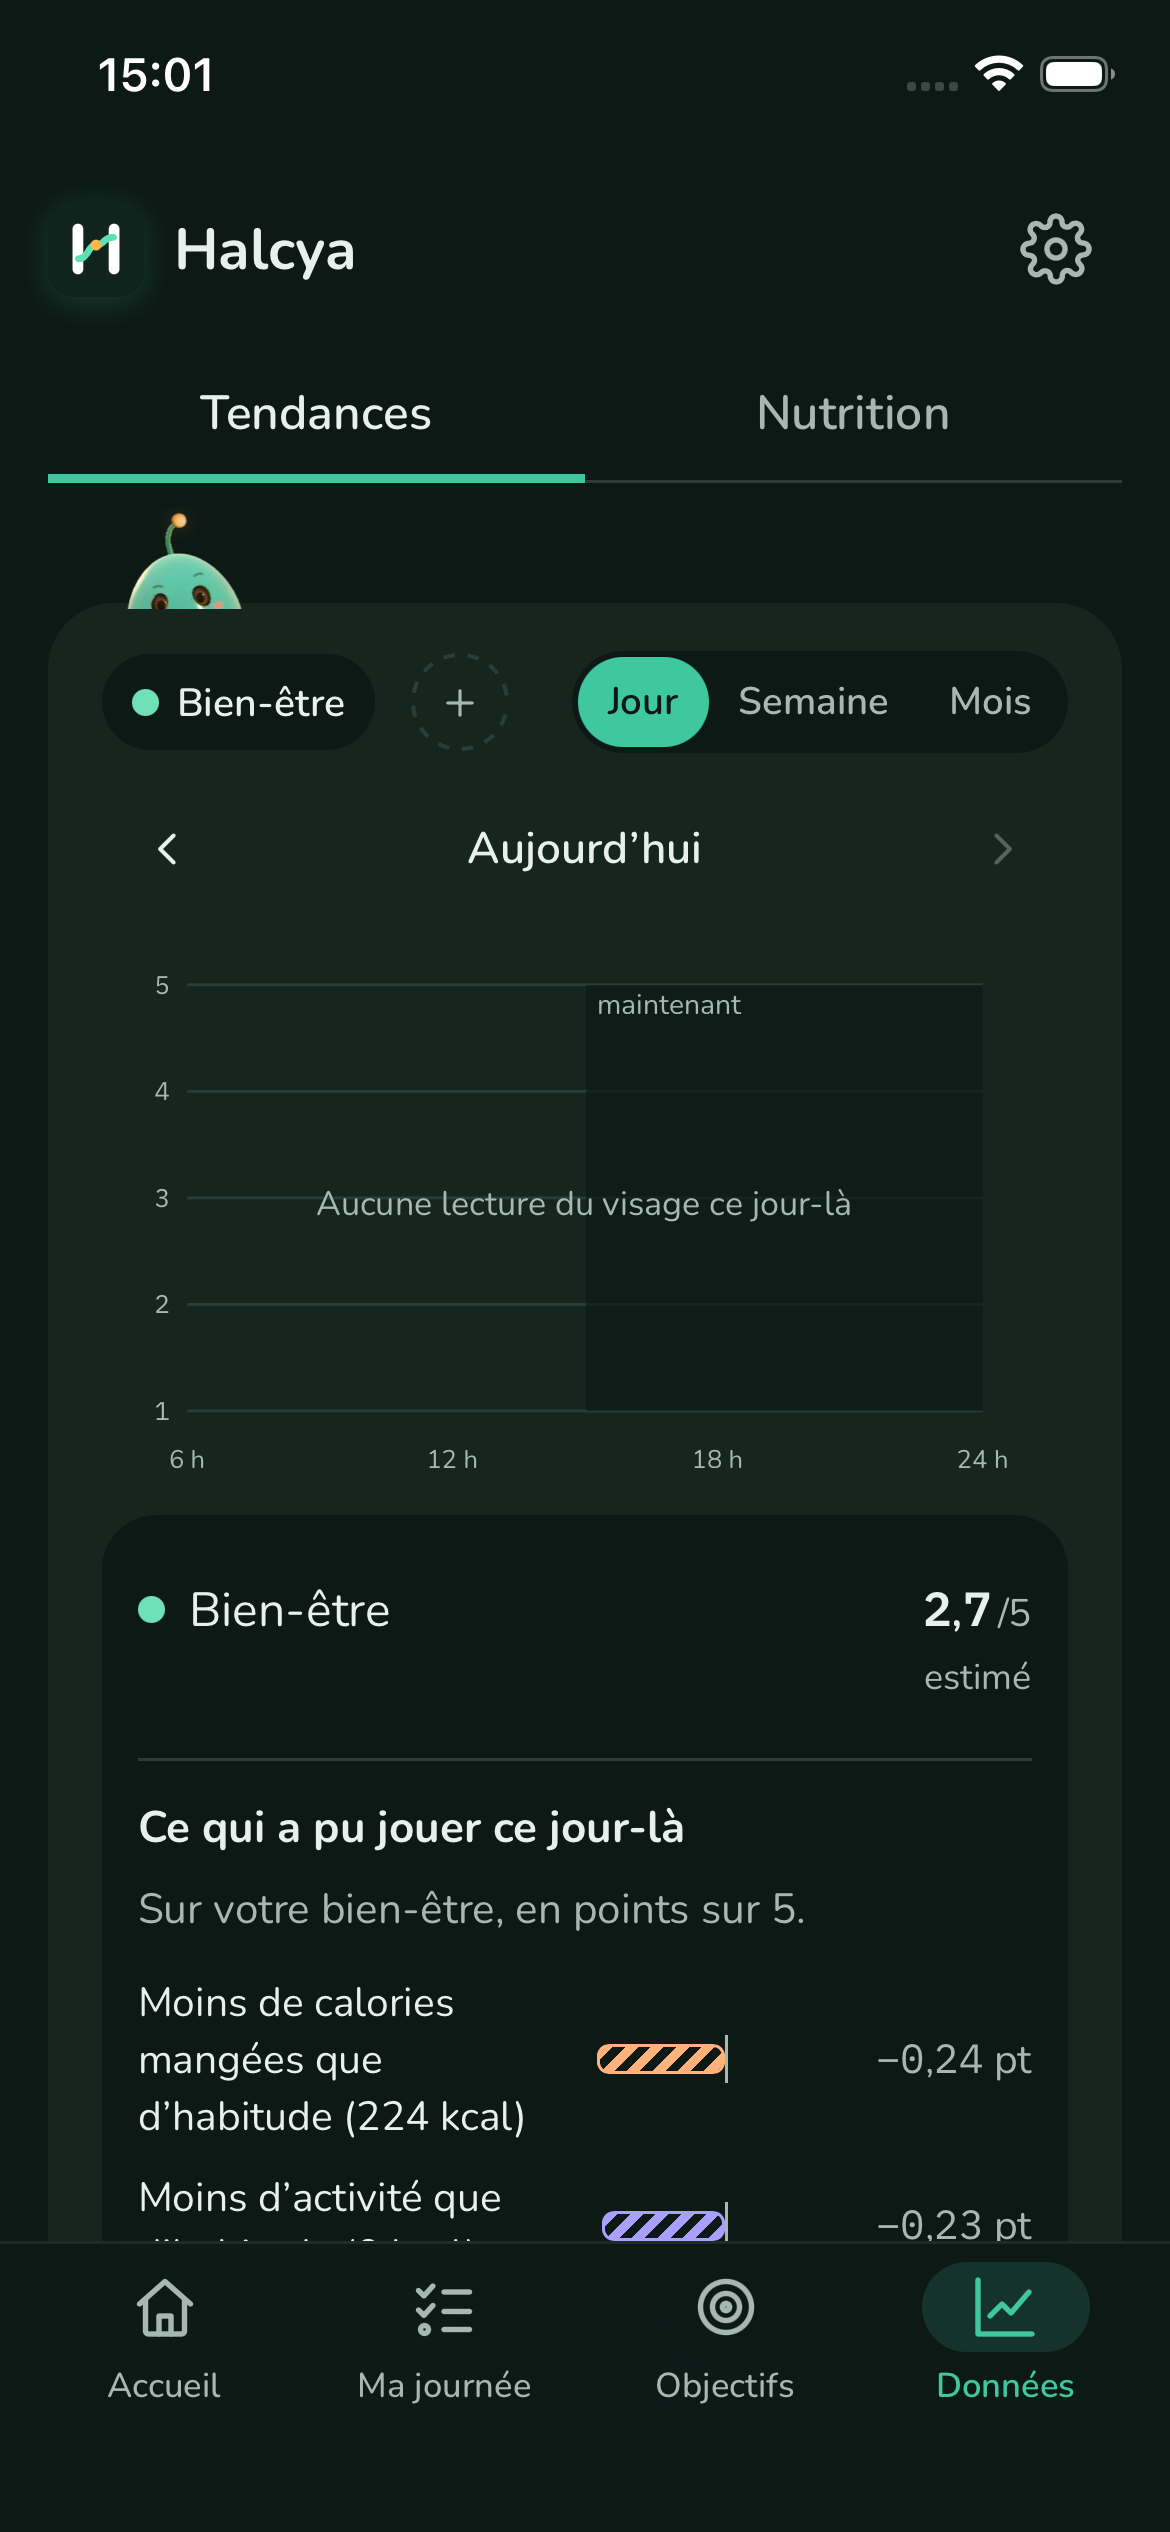 15:01
Halcya
Tendances
Nutrition
Bien-être
+
Jour
Semaine
Mois
Aujourd’hui
5
maintenant
4
3
Aucune lecture du visage ce jour-là
2
1
6 h
12 h
18 h
24 h
Bien-être
2,7/5
estimé
Ce qui a pu jouer ce jour-là
Sur votre bien-être, en points sur 5.
Moins de calories
mangées que
d’habitude (224 kcal)
−0,24 pt
Moins d’activité que
−0,23 pt
Accueil
Ma journée
Objectifs
Données